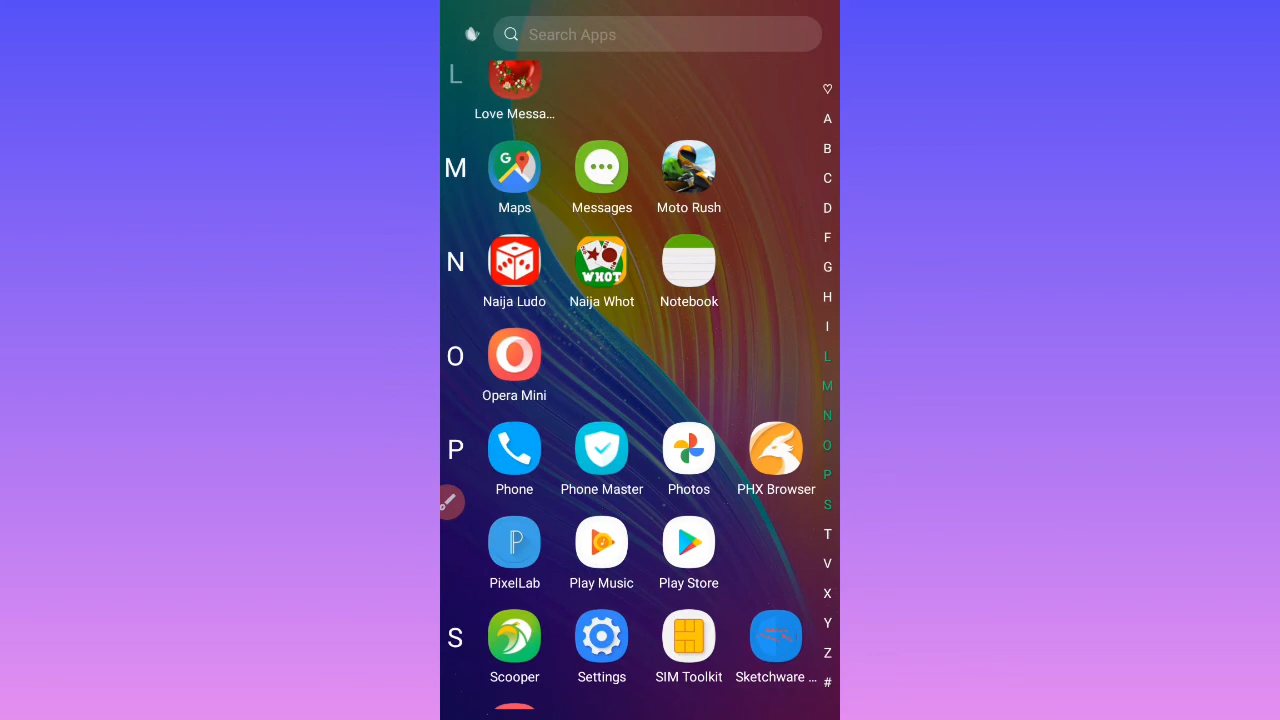 Search Apps
L
Love Messa...
M
Maps
Messages
Moto Rush
N
WHOT
Naija Ludo
Naija Whot
Notebook
O
Opera Mini
P
Phone
Phone Master
Photos
PHX Browser
PixelLab
Play Music
Play Store
S
Scooper
Settings
SIM Toolkit
Sketchware ...
♡
A
B
C
D
F
G
H
I
L
M
N
O
P
S
T
V
X
Y
Z
#